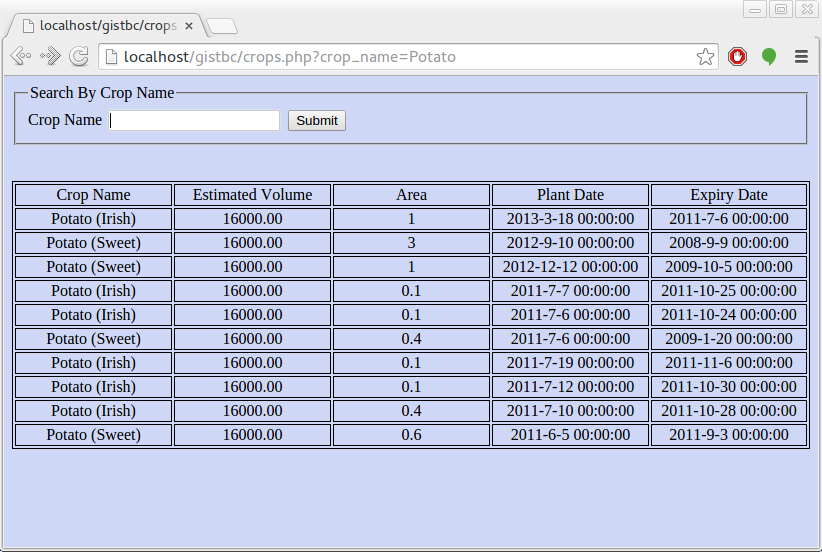 localhost/gistbc/crops
localhost/gistbc/crops.php?crop_name=Potato
Search By Crop Name
Crop Name Submit
Crop Name Estimated Volume Area Plant Date Expiry Date
Potato (Irish) 16000.00 1 2013-3-18 00:00:00 2011-7-6 00:00:00
Potato (Sweet) 16000.00 3 2012-9-10 00:00:00 2008-9-9 00:00:00
Potato (Sweet) 16000.00 1 2012-12-12 00:00:00 2009-10-5 00:00:00
Potato (Irish) 16000.00 0.1 2011-7-7 00:00:00 2011-10-25 00:00:00
Potato (Irish) 16000.00 0.1 2011-7-6 00:00:00 2011-10-24 00:00:00
Potato (Sweet) 16000.00 0.4 2011-7-6 00:00:00 2009-1-20 00:00:00
Potato (Irish) 16000.00 0.1 2011-7-19 00:00:00 2011-11-6 00:00:00
Potato (Irish) 16000.00 0.1 2011-7-12 00:00:00 2011-10-30 00:00:00
Potato (Irish) 16000.00 0.4 2011-7-10 00:00:00 2011-10-28 00:00:00
Potato (Sweet) 16000.00 0.6 2011-6-5 00:00:00 2011-9-3 00:00:00